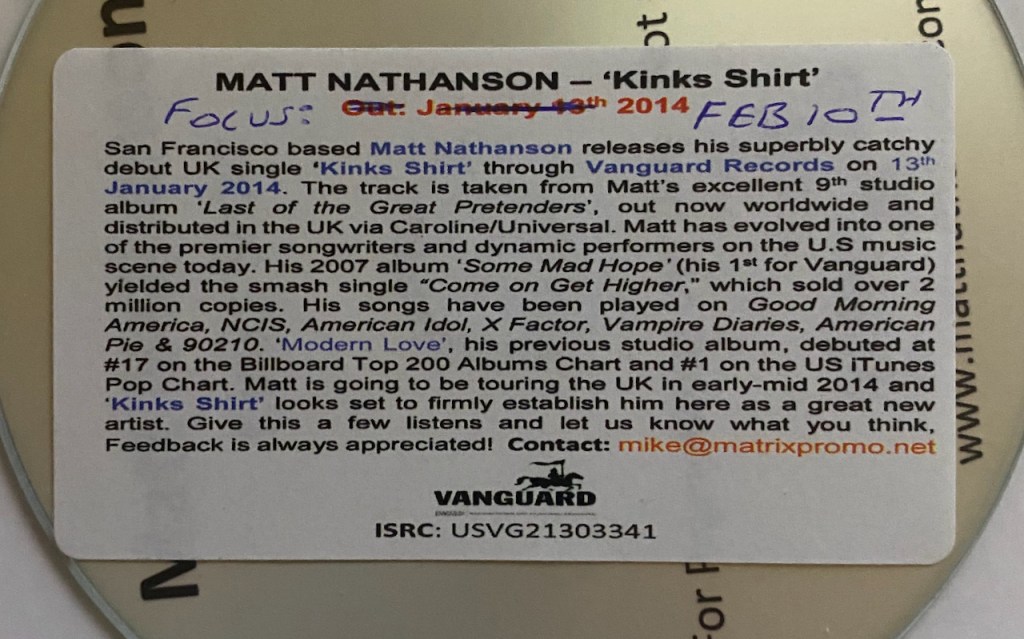 MATT NATHANSON – ‘Kinks Shirt’
FOCUS: Out: January 13th 2014 FEB 10TH
San Francisco based Matt Nathanson releases his superbly catchy
debut UK single ‘Kinks Shirt’ through Vanguard Records on 13th
January 2014. The track is taken from Matt’s excellent 9th studio
album ‘Last of the Great Pretenders’, out now worldwide and
distributed in the UK via Caroline/Universal. Matt has evolved into one
of the premier songwriters and dynamic performers on the U.S music
scene today. His 2007 album ‘Some Mad Hope’ (his 1st for Vanguard)
yielded the smash single “Come on Get Higher,” which sold over 2
million copies. His songs have been played on Good Morning
America, NCIS, American Idol, X Factor, Vampire Diaries, American
Pie & 90210. ‘Modern Love’, his previous studio album, debuted at
#17 on the Billboard Top 200 Albums Chart and #1 on the US iTunes
Pop Chart. Matt is going to be touring the UK in early-mid 2014 and
‘Kinks Shirt’ looks set to firmly establish him here as a great new
artist. Give this a few listens and let us know what you think,
Feedback is always appreciated! Contact: mike@matrixpromo.net
VANGUARD
ISRC: USVG21303341